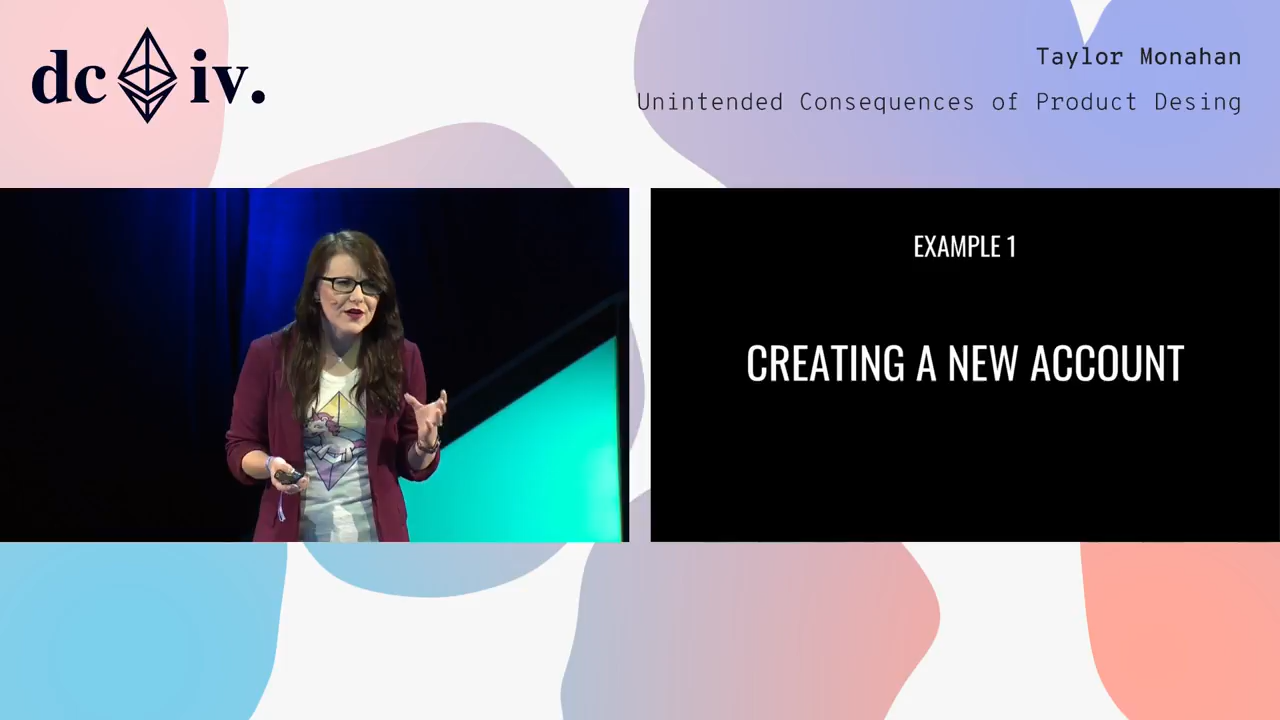 dc iv.
Taylor Monahan
Unintended Consequences of Product Desing
EXAMPLE 1
CREATING A NEW ACCOUNT